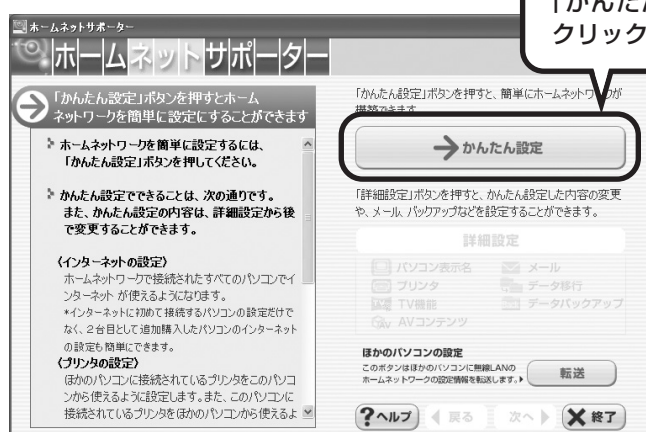 「かんたん
クリック
ホームネットサポーター
ホームネットサポーター
「かんたん設定」ボタンを押すとホーム
ネットワークを簡単に設定にすることができます
ホームネットワークを簡単に設定するには、
「かんたん設定」ボタンを押してください。
かんたん設定でできることは、次の通りです。
また、かんたん設定の内容は、詳細設定から後
で変更することができます。
〈インターネットの設定〉
ホームネットワークで接続されたすべてのパソコンでイ
ンターネット が使えるようになります。
*インターネットに初めて接続するパソコンの設定だけで
なく、2台目として追加購入したパソコンのインターネット
の設定も簡単にできます。
〈プリンタの設定〉
ほかのパソコンに接続されているプリンタをこのパソコ
ンから使えるように設定します。また、このパソコンに
接続されているプリンタをほかのパソコンから使えるよ
「かんたん設定」ボタンを押すと、簡単にホームネットワークが
構築できます。
かんたん設定
「詳細設定」ボタンを押すと、かんたん設定した内容の変更
や、メール、バックアップなどを設定することができます。
詳細設定
パソコン表示名 メール
プリンタ データ移行
TV機能 データバックアップ
AVコンテンツ
ほかのパソコンの設定
このボタンはほかのパソコンに無線LANの
ホームネットワークの設定情報を転送します。
転送
?ヘルプ 戻る 次へ 終了